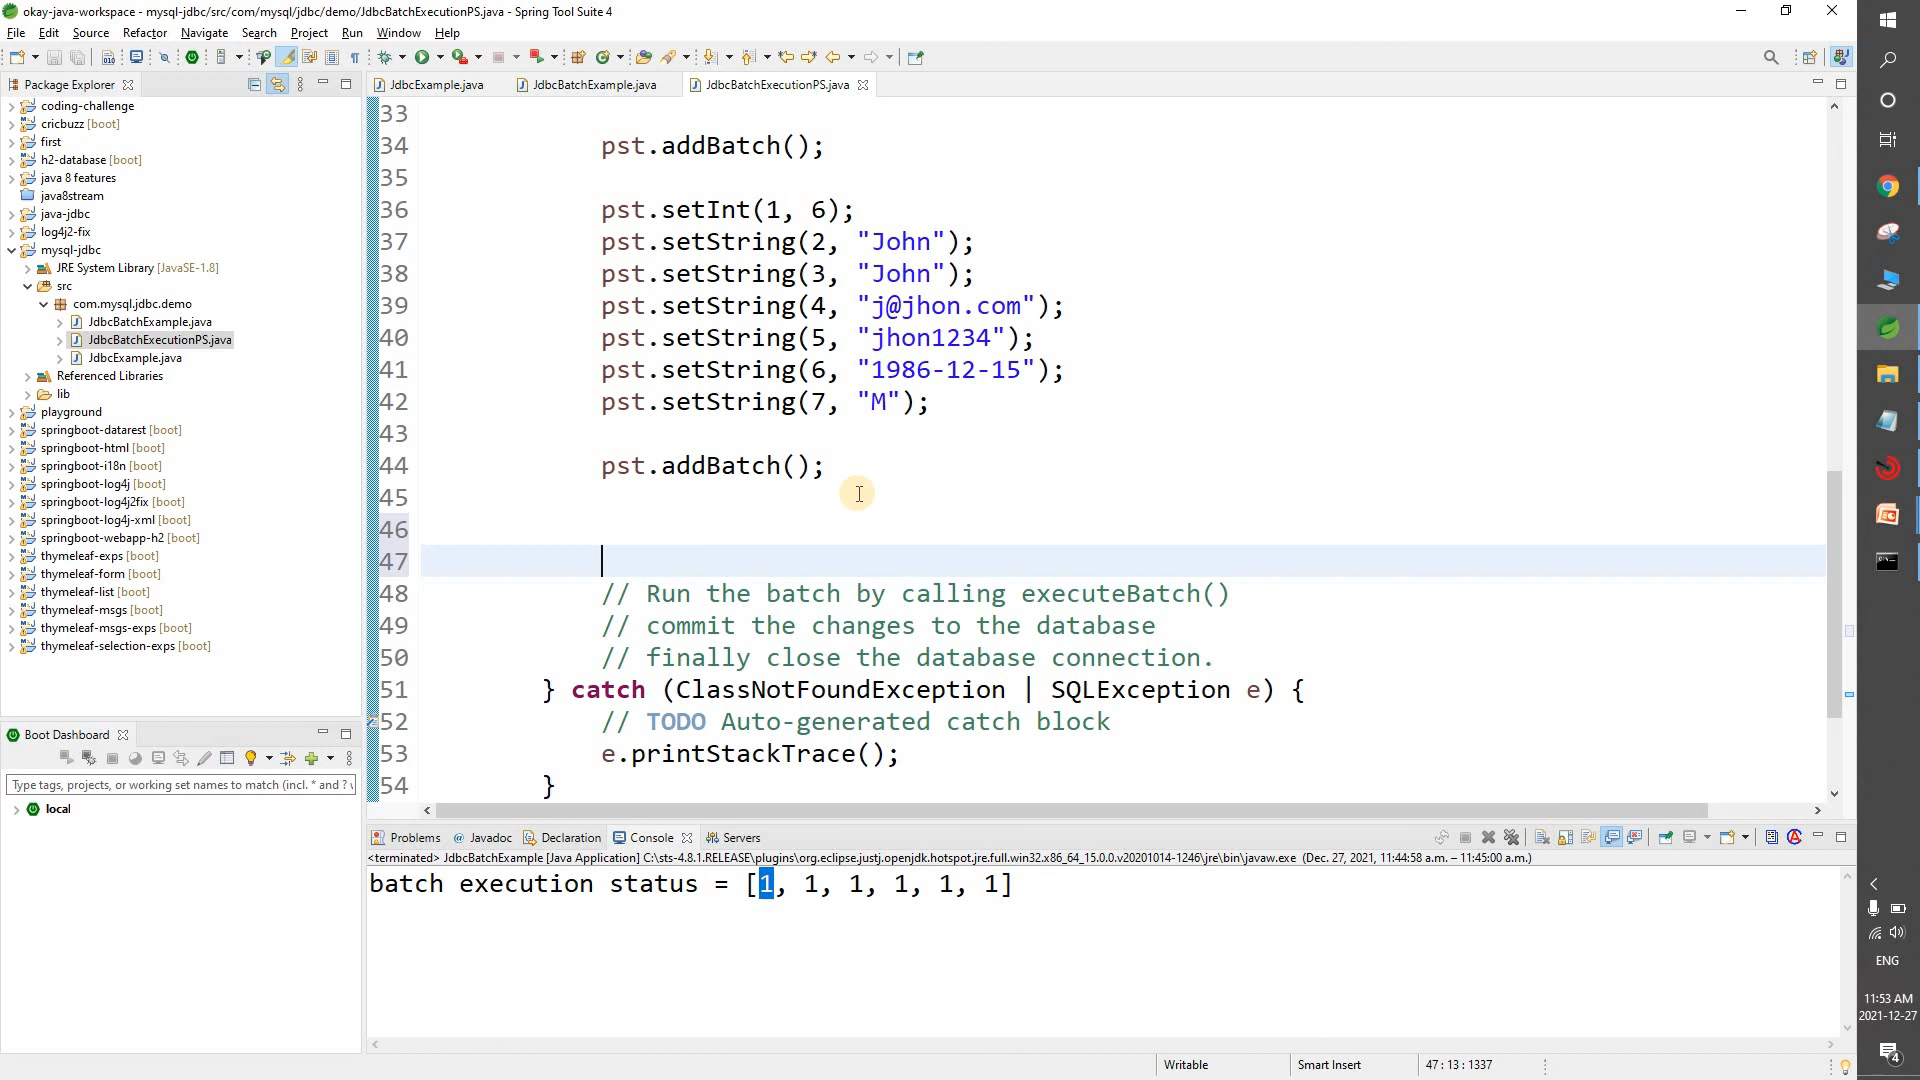 okay-java-workspace - mysql-jdbc/src/com/mysql/jdbc/demo/JdbcBatchExecutionPS.java - Spring Tool Suite 4
File Edit Source Refactor Navigate Search Project Run Window Help
Package Explorer
JdbcExample.java
JdbcBatchExample.java
JdbcBatchExecutionPS.java
coding-challenge
cricbuzz [boot]
first
h2-database [boot]
java 8 features
java8stream
java-jdbc
log4j2-fix
mysql-jdbc
JRE System Library [JavaSE-1.8]
src
com.mysql.jdbc.demo
JdbcBatchExample.java
JdbcBatchExecutionPS.java
JdbcExample.java
Referenced Libraries
lib
playground
springboot-datarest [boot]
springboot-html [boot]
springboot-i18n [boot]
springboot-log4j [boot]
springboot-log4j2fix [boot]
springboot-log4j-xml [boot]
springboot-webapp-h2 [boot]
thymeleaf-exps [boot]
thymeleaf-form [boot]
thymeleaf-list [boot]
thymeleaf-msgs [boot]
thymeleaf-msgs-exps [boot]
thymeleaf-selection-exps [boot]
33
34 pst.addBatch();
35
36 pst.setInt(1, 6);
37 pst.setString(2, "John");
38 pst.setString(3, "John");
39 pst.setString(4, "j@jhon.com");
40 pst.setString(5, "jhon1234");
41 pst.setString(6, "1986-12-15");
42 pst.setString(7, "M");
43
44 pst.addBatch();
45
46
47
48 // Run the batch by calling executeBatch()
49 // commit the changes to the database
50 // finally close the database connection.
51 } catch (ClassNotFoundException | SQLException e) {
52 // TODO Auto-generated catch block
53 e.printStackTrace();
54 }
Boot Dashboard
Type tags, projects, or working set names to match (incl. * and ?
local
Problems Javadoc Declaration Console Servers
<terminated> JdbcBatchExample [Java Application] C:\sts-4.8.1.RELEASE\plugins\org.eclipse.justj.openjdk.hotspot.jre.full.win32.x86_64_15.0.0.v20201014-1246\jre\bin\javaw.exe (Dec. 27, 2021, 11:44:58 a.m. – 11:45:00 a.m.)
batch execution status = [1, 1, 1, 1, 1, 1]
Writable
Smart Insert
47 : 13 : 1337
ENG
11:53 AM
2021-12-27
4